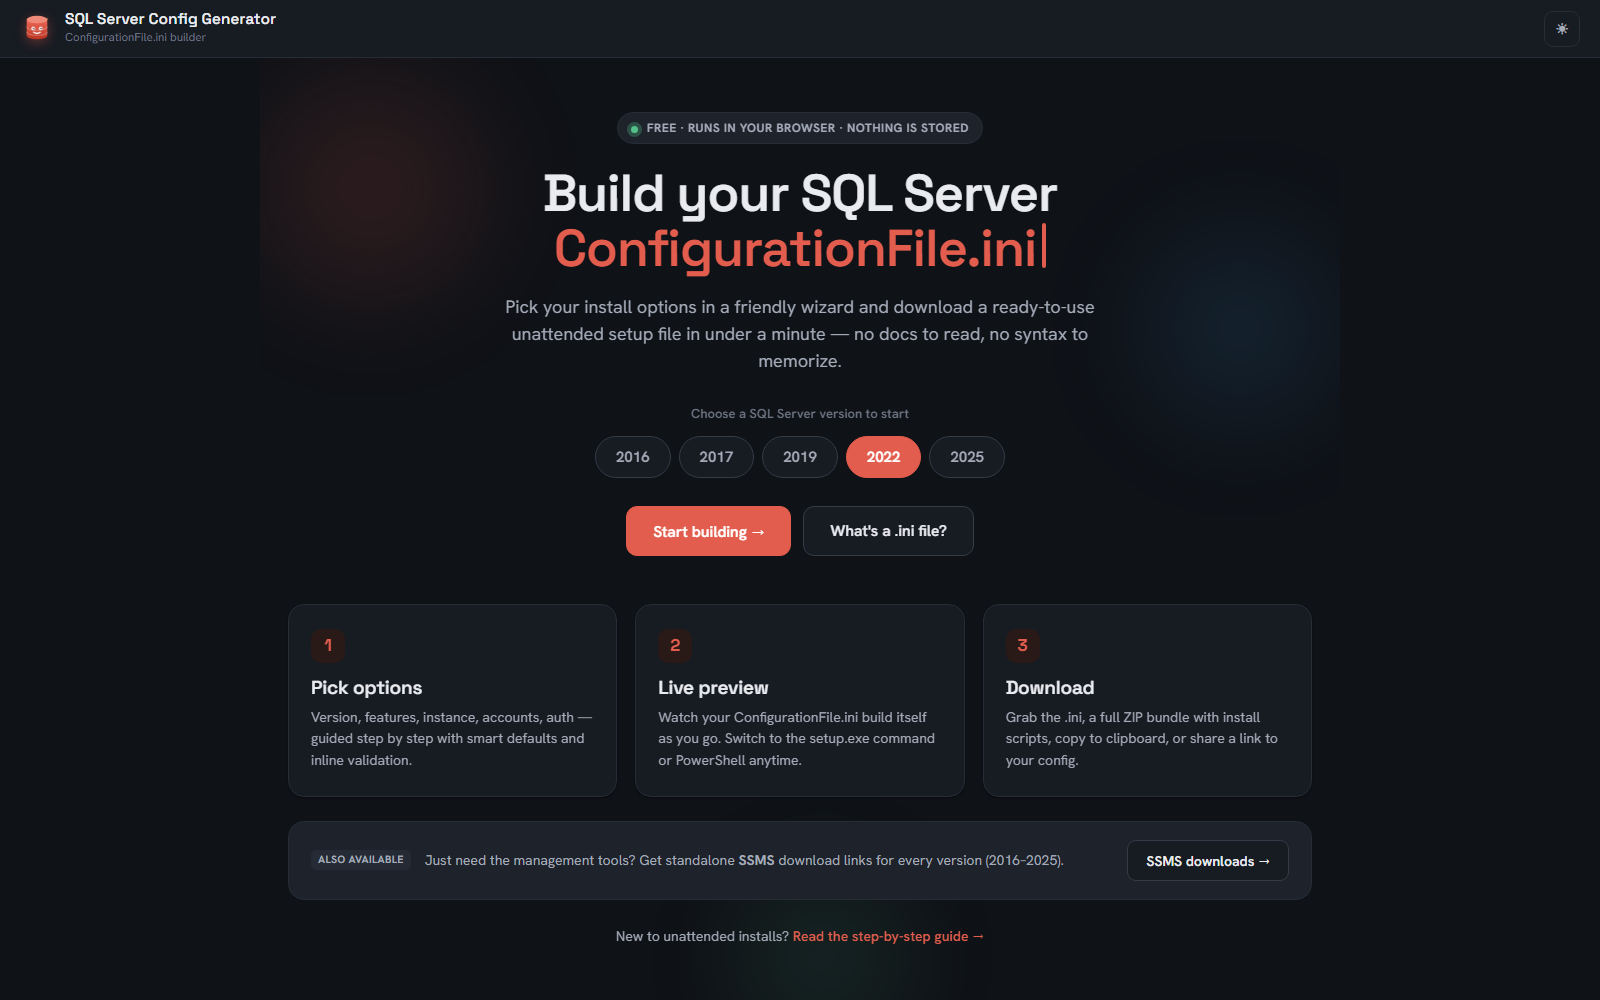 SQL Server Config Generator
ConfigurationFile.ini builder
FREE · RUNS IN YOUR BROWSER · NOTHING IS STORED
Build your SQL Server
ConfigurationFile.ini
Pick your install options in a friendly wizard and download a ready-to-use
unattended setup file in under a minute — no docs to read, no syntax to
memorize.
Choose a SQL Server version to start
2016 2017 2019 2022 2025
Start building → What's a .ini file?
1
Pick options
Version, features, instance, accounts, auth —
guided step by step with smart defaults and
inline validation.
2
Live preview
Watch your ConfigurationFile.ini build itself
as you go. Switch to the setup.exe command
or PowerShell anytime.
3
Download
Grab the .ini, a full ZIP bundle with install
scripts, copy to clipboard, or share a link to
your config.
ALSO AVAILABLE Just need the management tools? Get standalone SSMS download links for every version (2016–2025). SSMS downloads →
New to unattended installs? Read the step-by-step guide →